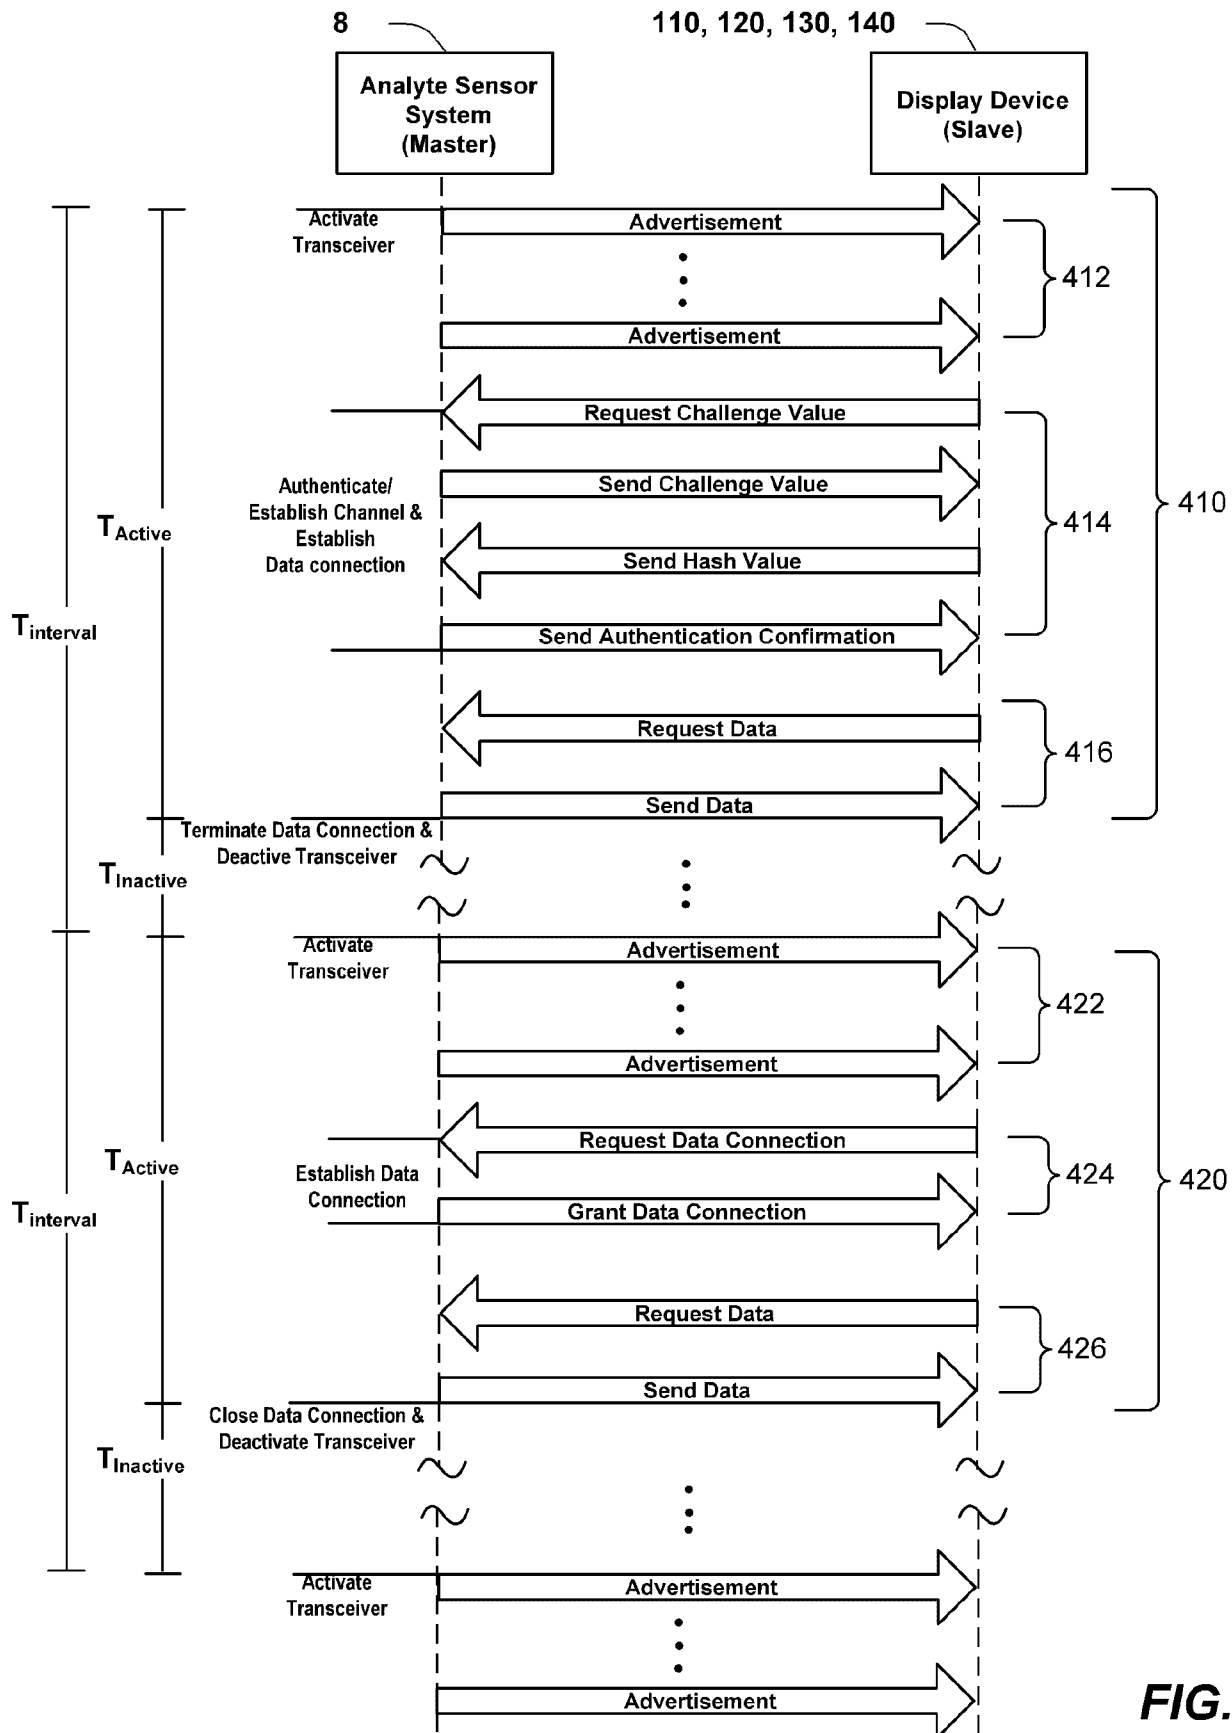 8
110, 120, 130, 140
Analyte Sensor
System
(Master)
Display Device
(Slave)
Activate
Transceiver
Advertisement
412
Advertisement
Request Challenge Value
Authenticate/
Establish Channel &
Establish
Data connection
Send Challenge Value
414
410
TActive
Send Hash Value
Tinterval
Send Authentication Confirmation
Request Data
416
Send Data
Terminate Data Connection &
Deactive Transceiver
TInactive
Activate
Transceiver
Advertisement
422
Advertisement
Request Data Connection
TActive
Establish Data
Connection
424
420
Tinterval
Grant Data Connection
Request Data
426
Send Data
Close Data Connection &
Deactivate Transceiver
TInactive
Activate
Transceiver
Advertisement
Advertisement
FIG.